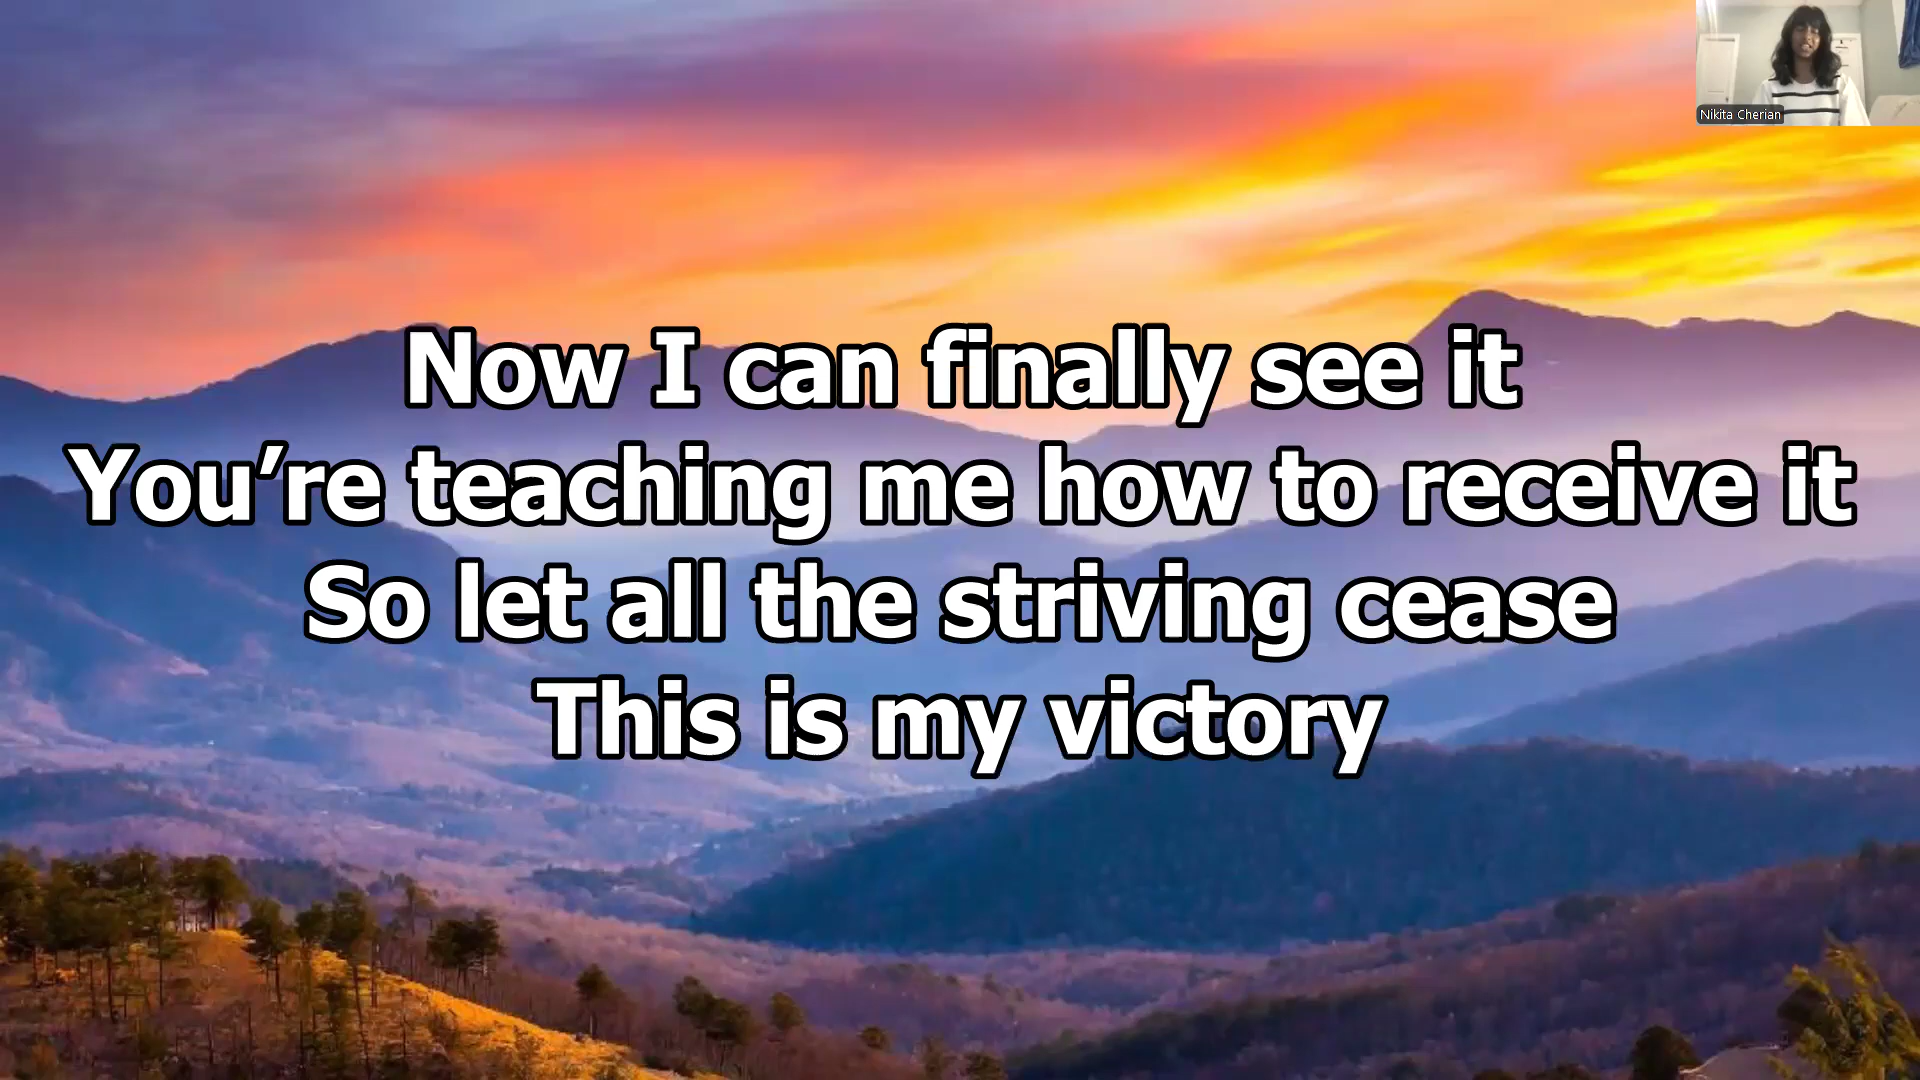 Nikita Cherian
Now I can finally see it
You’re teaching me how to receive it
So let all the striving cease
This is my victory